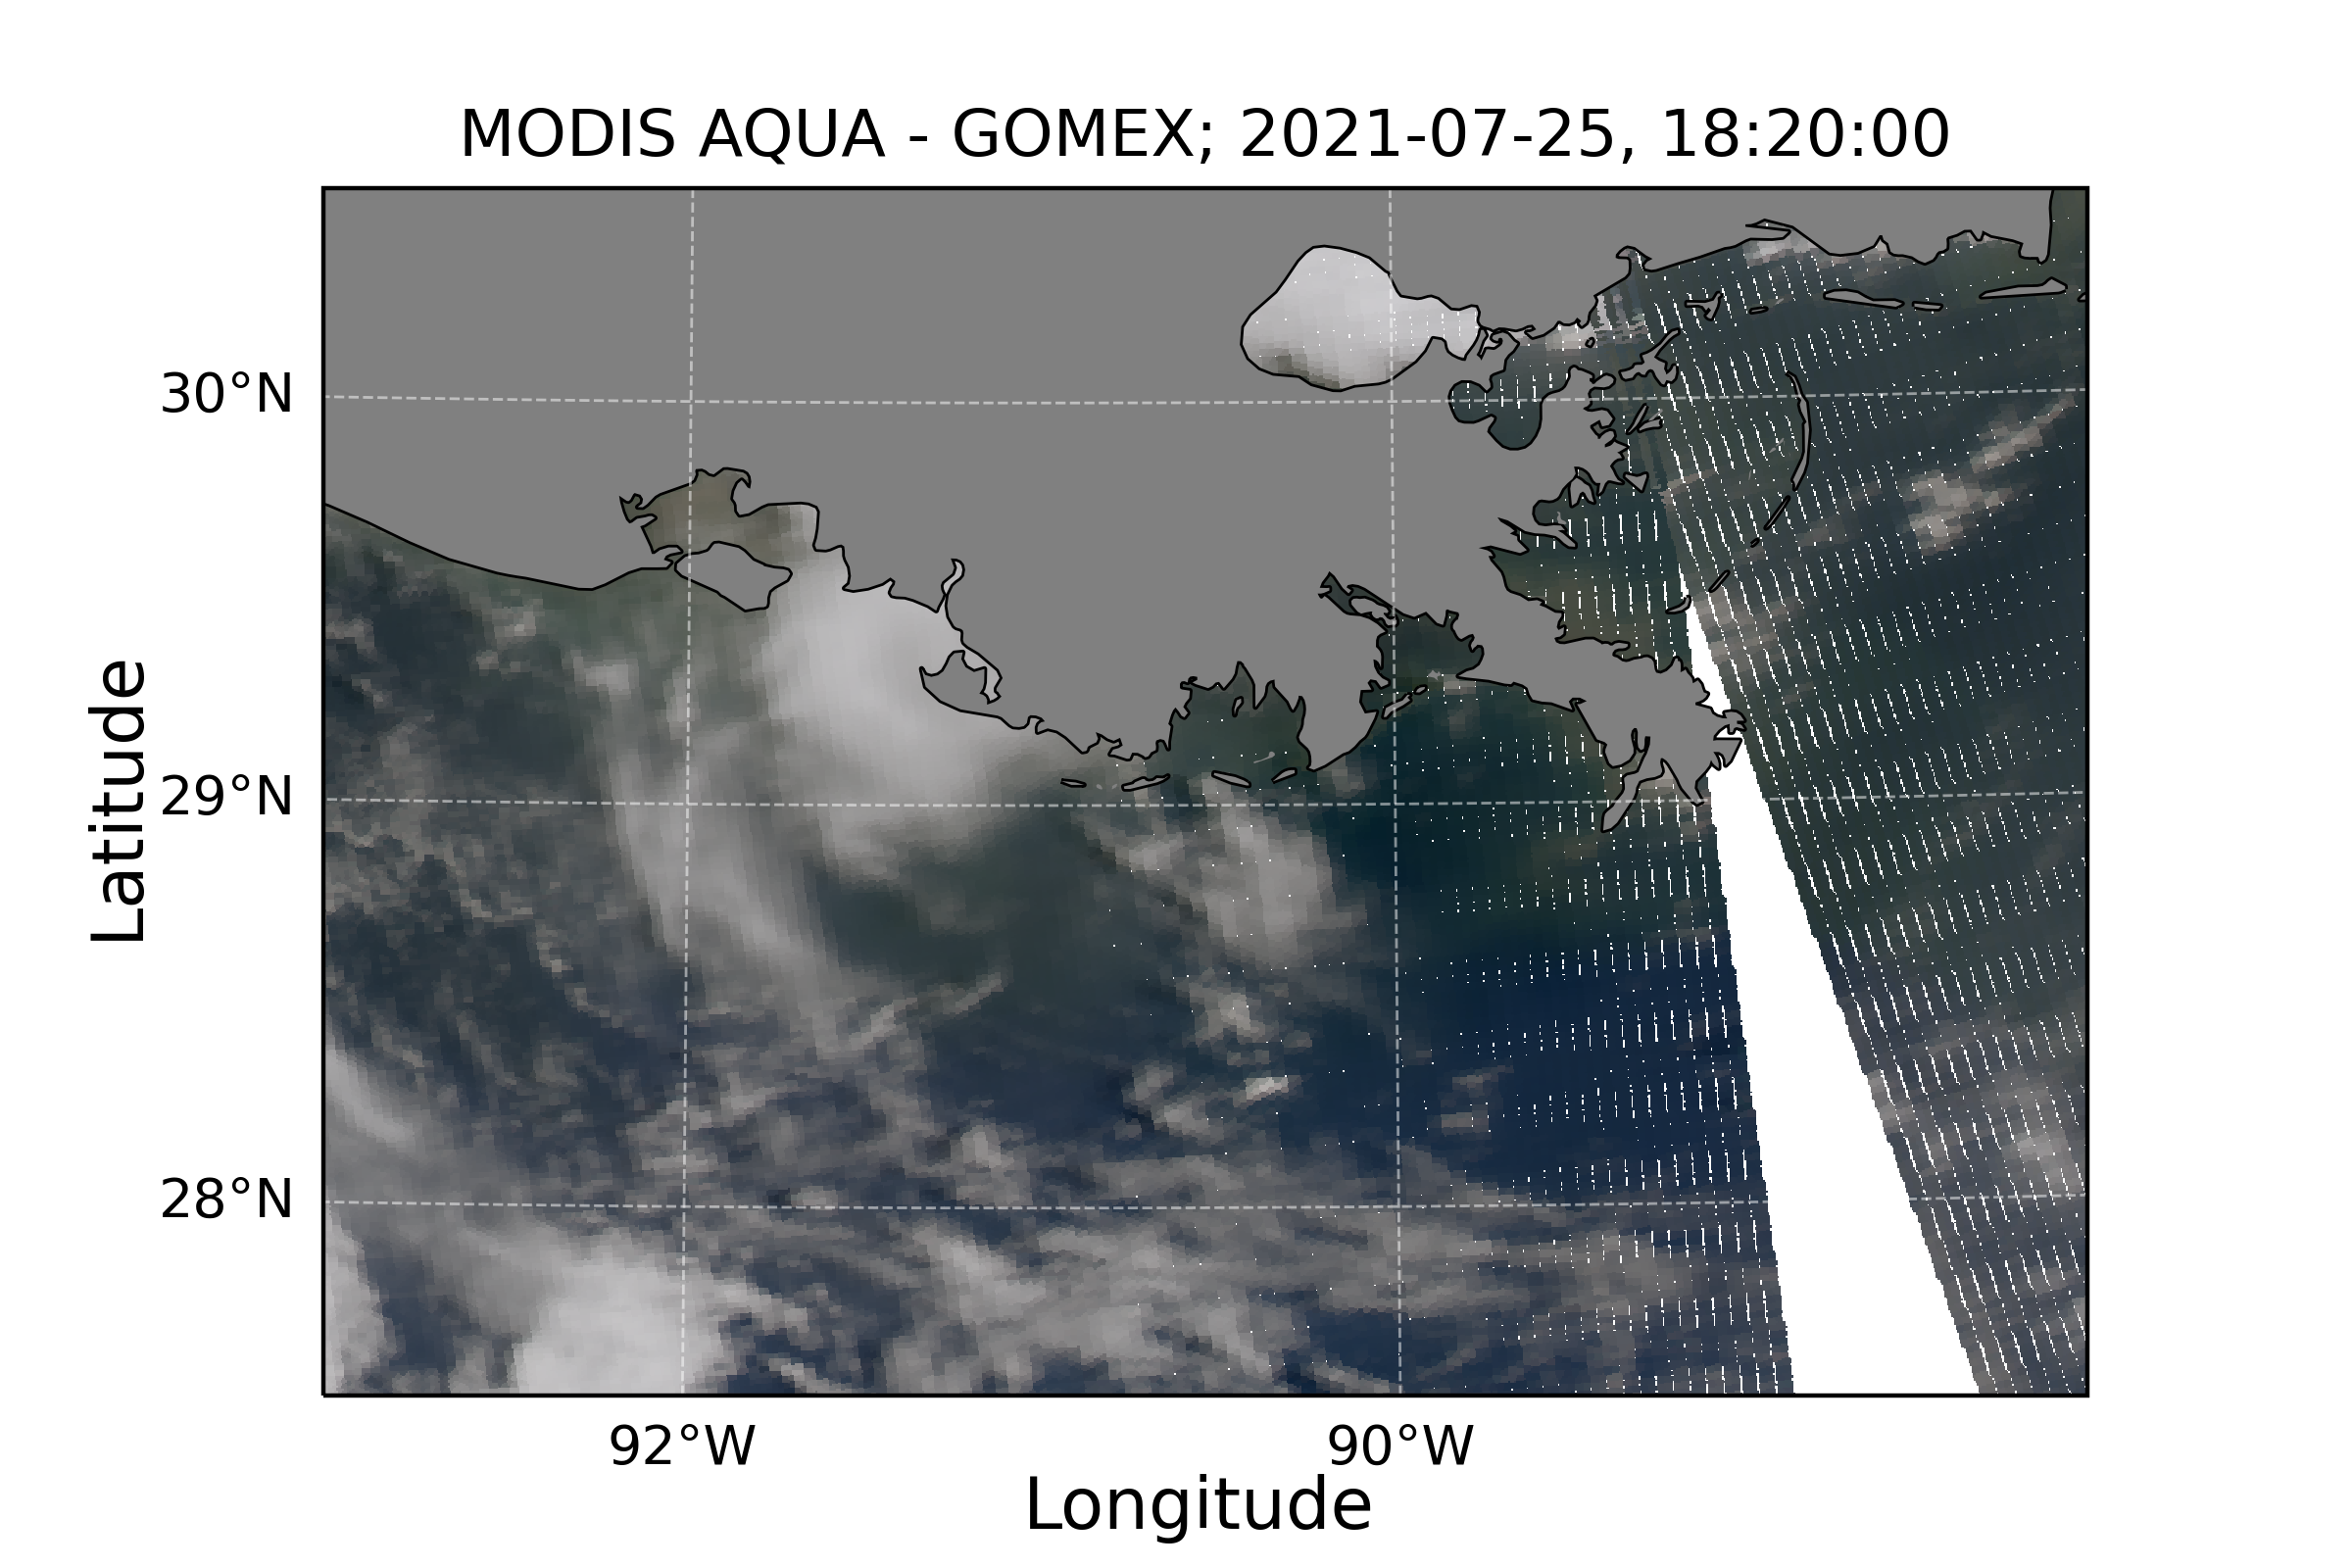 MODIS AQUA - GOMEX; 2021-07-25, 18:20:00
30°N
29°N
28°N
Latitude
92°W
90°W
Longitude